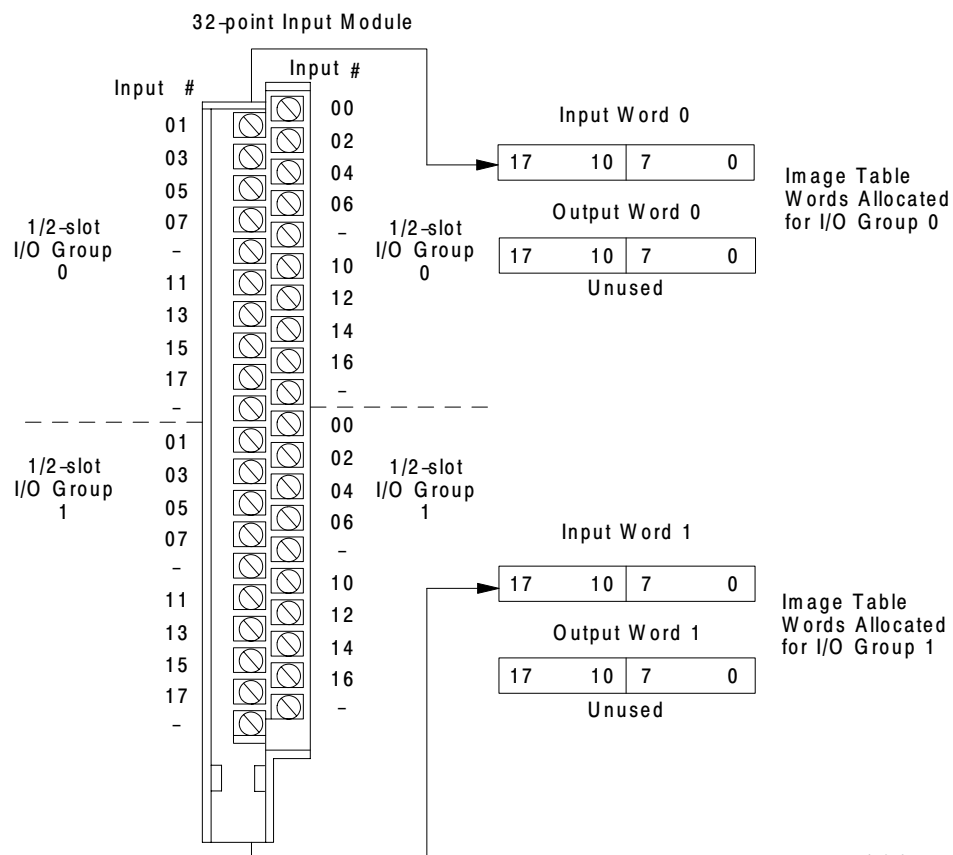 32-point Input Module
Input #
Input #
01
03
05
07
–
11
13
15
17
–
01
03
05
07
–
11
13
15
17
–
00
02
04
06
–
10
12
14
16
–
00
02
04
06
–
10
12
14
16
–
1/2-slot
I/O Group
0
1/2-slot
I/O Group
0
1/2-slot
I/O Group
1
1/2-slot
I/O Group
1
Input Word 0
17 10 7 0
Output Word 0
17 10 7 0
Unused
Image Table
Words Allocated
for I/O Group 0
Input Word 1
17 10 7 0
Output Word 1
17 10 7 0
Unused
Image Table
Words Allocated
for I/O Group 1